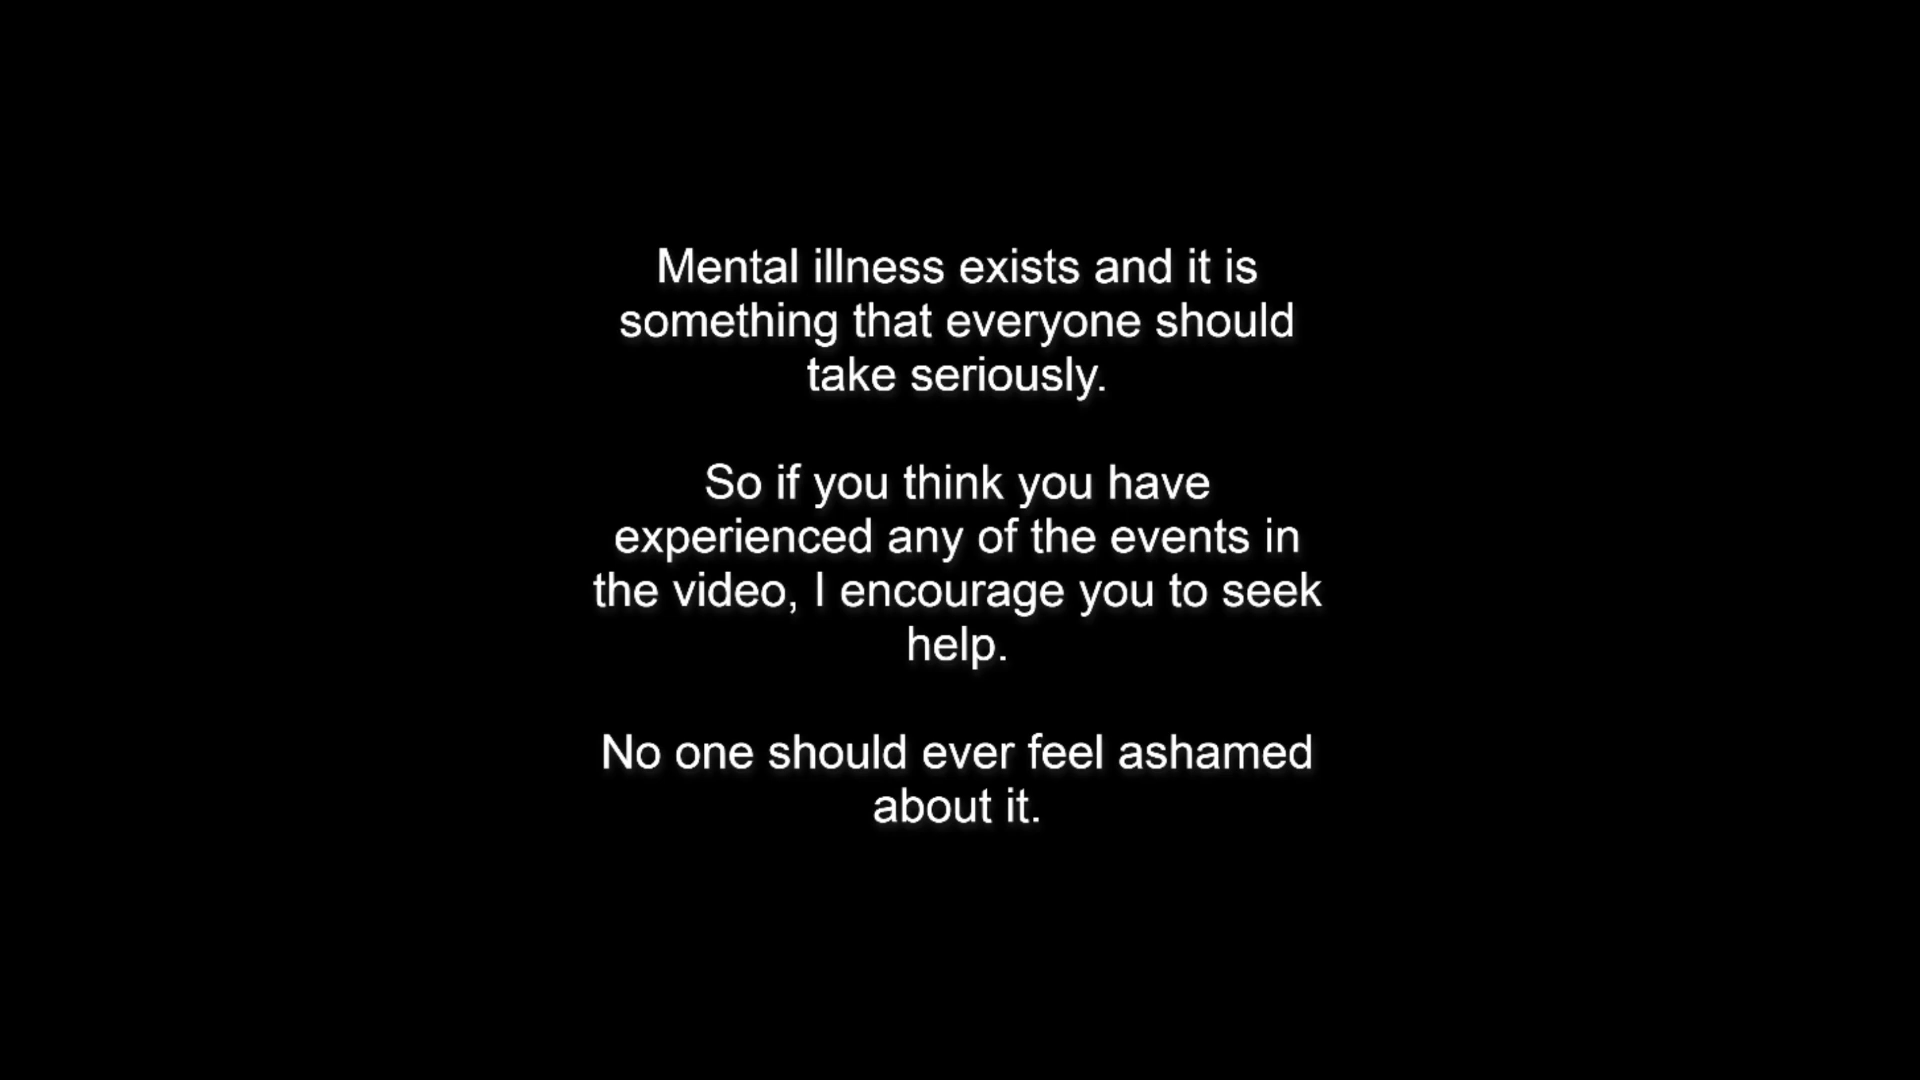 Mental illness exists and it is
something that everyone should
take seriously.
So if you think you have
experienced any of the events in
the video, I encourage you to seek
help.
No one should ever feel ashamed
about it.